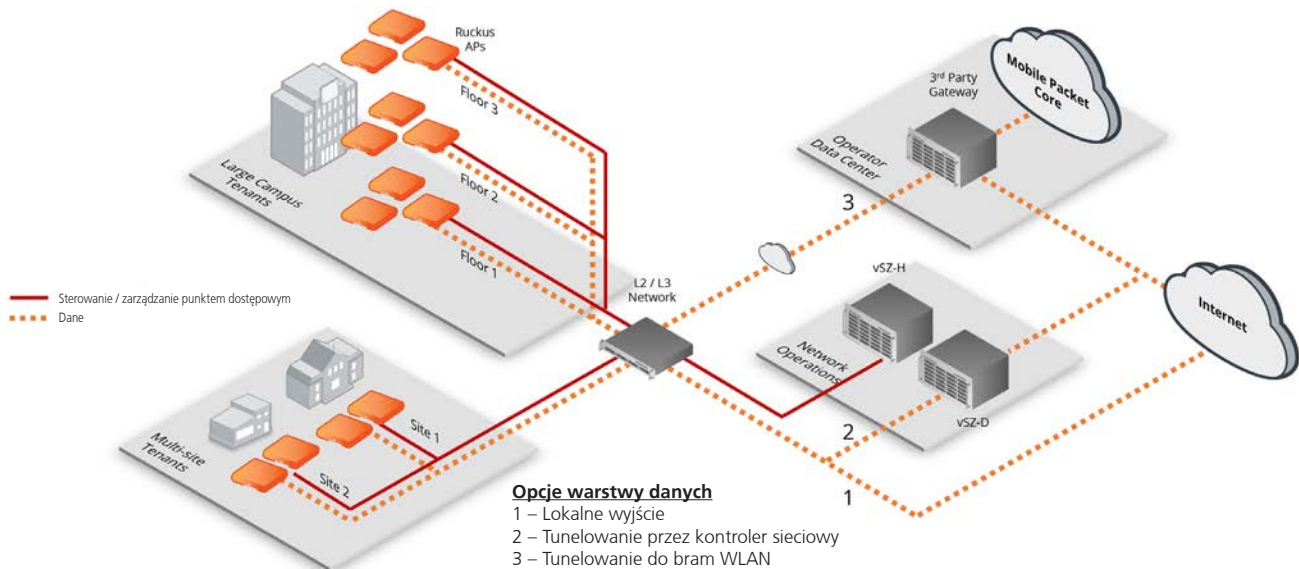 Ruckus
APs
Floor 3
Floor 2
Floor 1
Large Campus
Tenants
3rd Party
Gateway
Mobile Packet
Core
Operator
Data Center
3
L2 / L3
Network
vSZ-H
Network
Operations
vSZ-D
Internet
Sterowanie / zarządzanie punktem dostępowym
Dane
Site 1
Site 2
Multi-site
Tenants
2
1
Opcje warstwy danych
1 – Lokalne wyjście
2 – Tunelowanie przez kontroler sieciowy
3 – Tunelowanie do bram WLAN